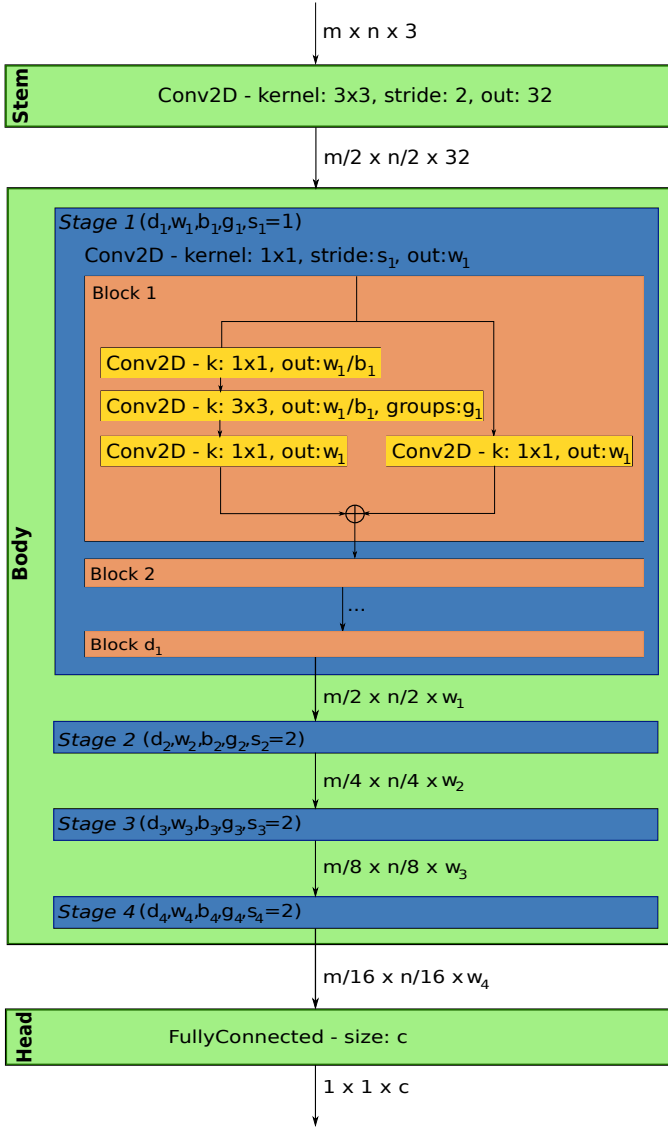 m x n x 3
Stem
Conv2D - kernel: 3x3, stride: 2, out: 32
m/2 x n/2 x 32
Body
Stage 1 (d₁,w₁,b₁,g₁,s₁=1)
Conv2D - kernel: 1x1, stride:s₁, out:w₁
Block 1
Conv2D - k: 1x1, out:w₁/b₁
Conv2D - k: 3x3, out:w₁/b₁, groups:g₁
Conv2D - k: 1x1, out:w₁
Conv2D - k: 1x1, out:w₁
Block 2
...
Block d₁
m/2 x n/2 x w₁
Stage 2 (d₂,w₂,b₂,g₂,s₂=2)
m/4 x n/4 x w₂
Stage 3 (d₃,w₃,b₃,g₃,s₃=2)
m/8 x n/8 x w₃
Stage 4 (d₄,w₄,b₄,g₄,s₄=2)
m/16 x n/16 x w₄
Head
FullyConnected - size: c
1 x 1 x c